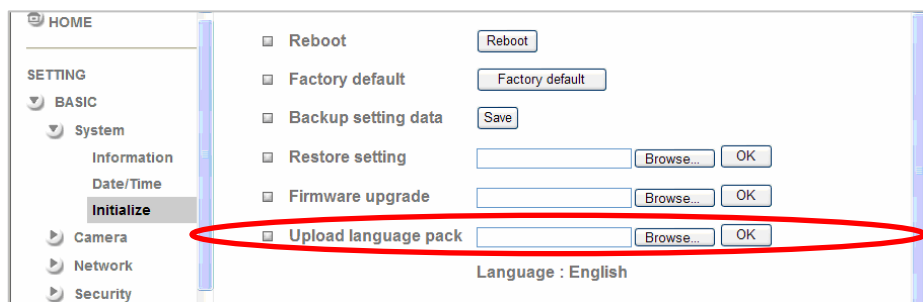 HOME
SETTING
BASIC
System
Information
Date/Time
Initialize
Camera
Network
Security
Reboot Reboot
Factory default Factory default
Backup setting data Save
Restore setting Browse... OK
Firmware upgrade Browse... OK
Upload language pack Browse... OK
Language : English